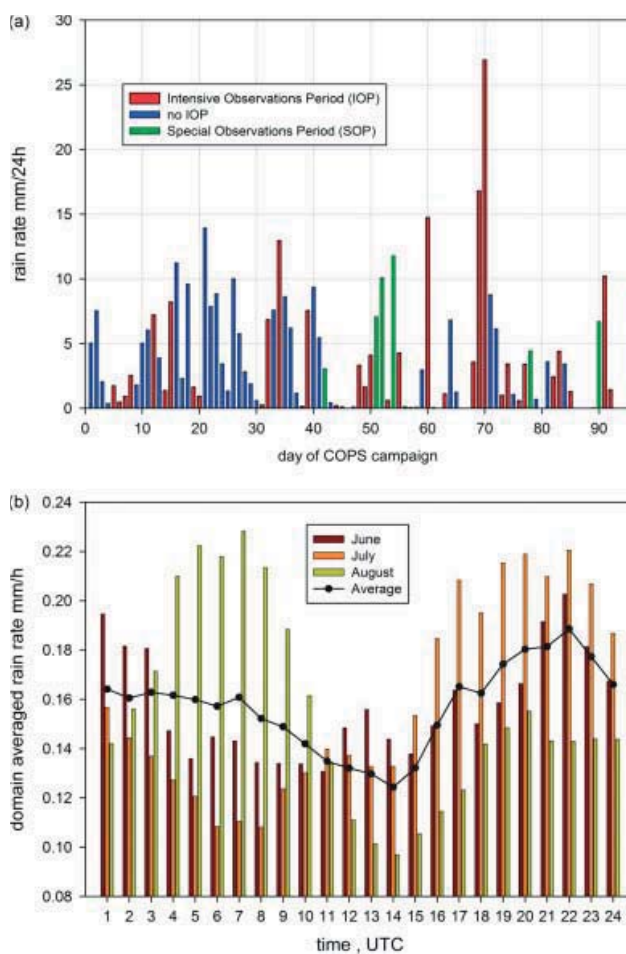 (a)
30
25
20
15
10
5
0
rain rate mm/24h
Intensive Observations Period (IOP)
no IOP
Special Observations Period (SOP)
0 10 20 30 40 50 60 70 80 90
day of COPS campaign
(b)
0.24
0.22
0.20
0.18
0.16
0.14
0.12
0.10
0.08
domain averaged rain rate mm/h
June
July
August
Average
1 2 3 4 5 6 7 8 9 10 11 12 13 14 15 16 17 18 19 20 21 22 23 24
time , UTC